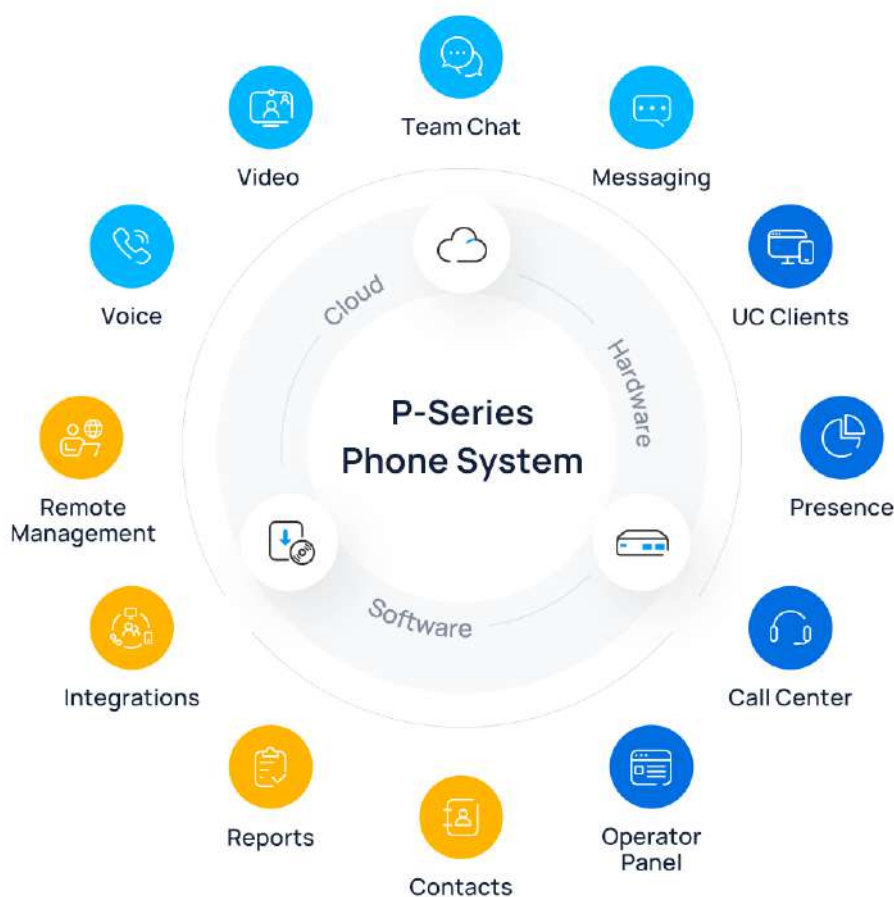 Team Chat
Video
Messaging
Voice
UC Clients
Cloud
Hardware
P-Series
Phone System
Remote
Management
Presence
Software
Integrations
Call Center
Reports
Operator
Panel
Contacts